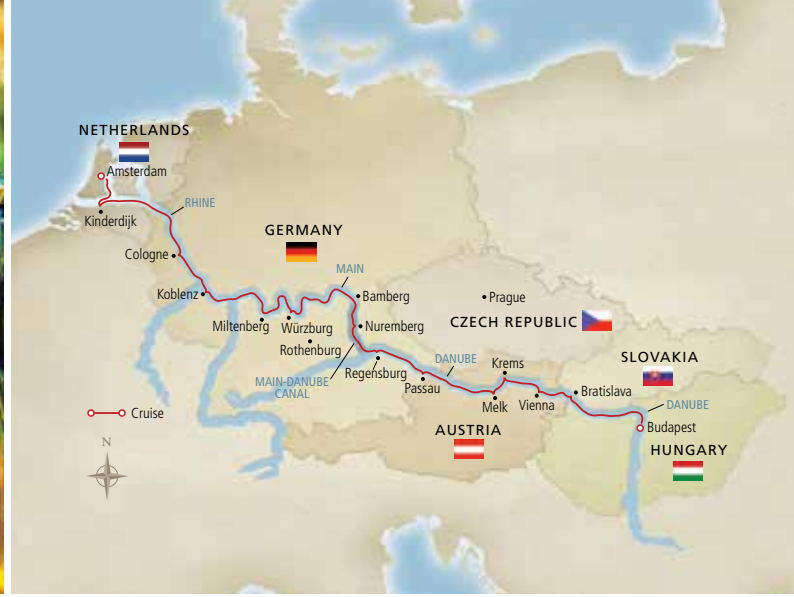 NETHERLANDS
Amsterdam
RHINE
Kinderdijk
GERMANY
Cologne
MAIN
Koblenz
Bamberg
Prague
Miltenberg
Würzburg
Nuremberg
CZECH REPUBLIC
Rothenburg
SLOVAKIA
Regensburg
DANUBE
Krems
MAIN-DANUBE
CANAL
Passau
Bratislava
Melk
Vienna
DANUBE
Cruise
AUSTRIA
Budapest
N
HUNGARY